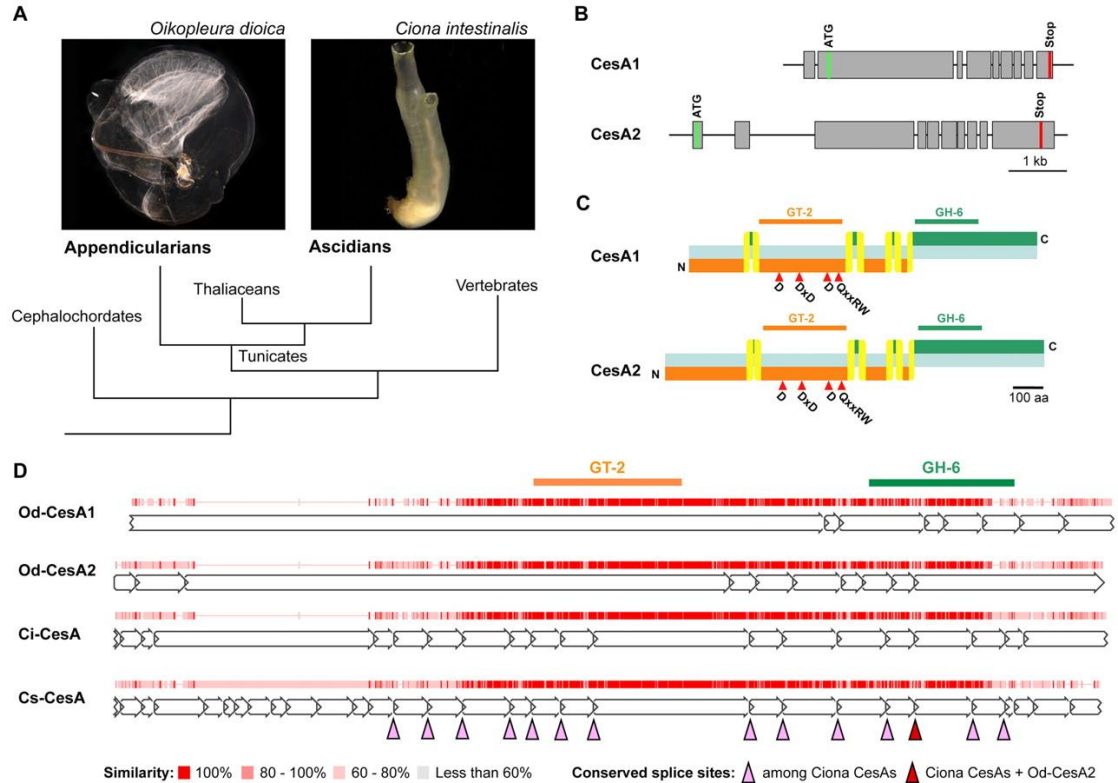 A
Oikopleura dioica
Ciona intestinalis
Appendicularians
Ascidians
Thaliaceans
Vertebrates
Cephalochordates
Tunicates
B
CesA1
ATG
Stop
CesA2
ATG
Stop
1 kb
C
GT-2
GH-6
CesA1
N
C
D
DxD
D
QxxRW
GT-2
GH-6
CesA2
N
C
D
DxD
D
QxxRW
100 aa
D
GT-2
GH-6
Od-CesA1
Od-CesA2
Ci-CesA
Cs-CesA
Similarity: 100% 80 - 100% 60 - 80% Less than 60% Conserved splice sites: among Ciona CesAs Ciona CesAs + Od-CesA2